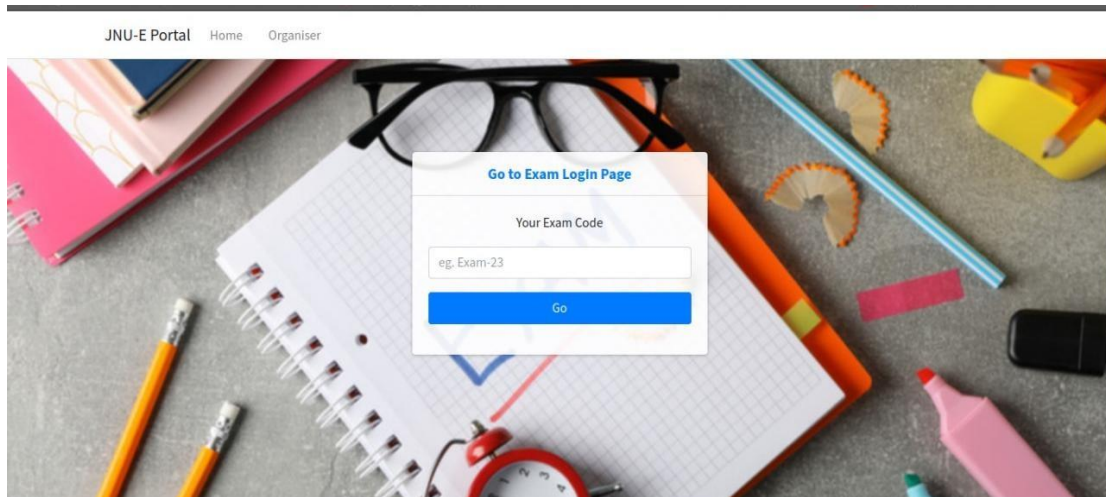 JNU-E Portal Home Organiser
Go to Exam Login Page
Your Exam Code
eg. Exam-23
Go